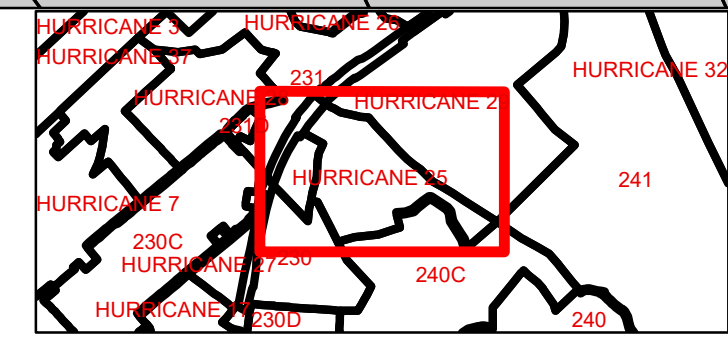 HURRICANE 3
HURRICANE 26
HURRICANE 37
231
HURRICANE 32
HURRICANE 28
HURRICANE 2
231D
HURRICANE 25
241
HURRICANE 7
230C
230
HURRICANE 27
240C
HURRICANE 17
230D
240